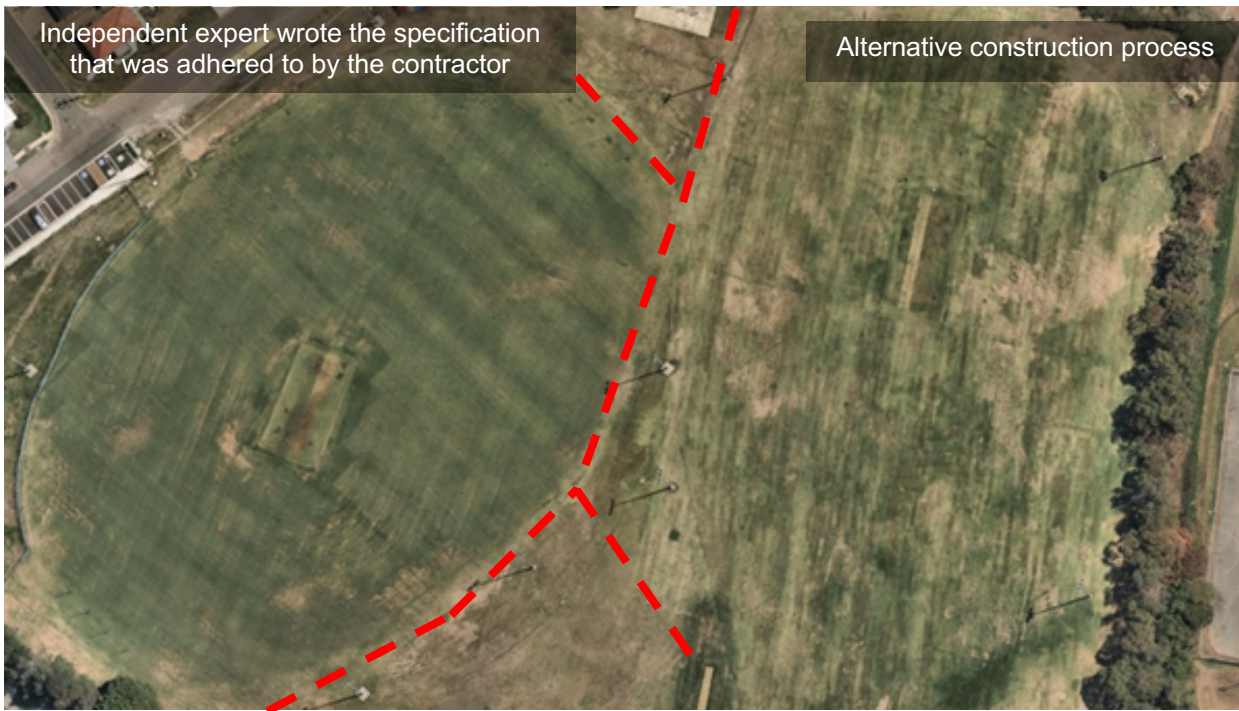 Independent expert wrote the specification
that was adhered to by the contractor
Alternative construction process